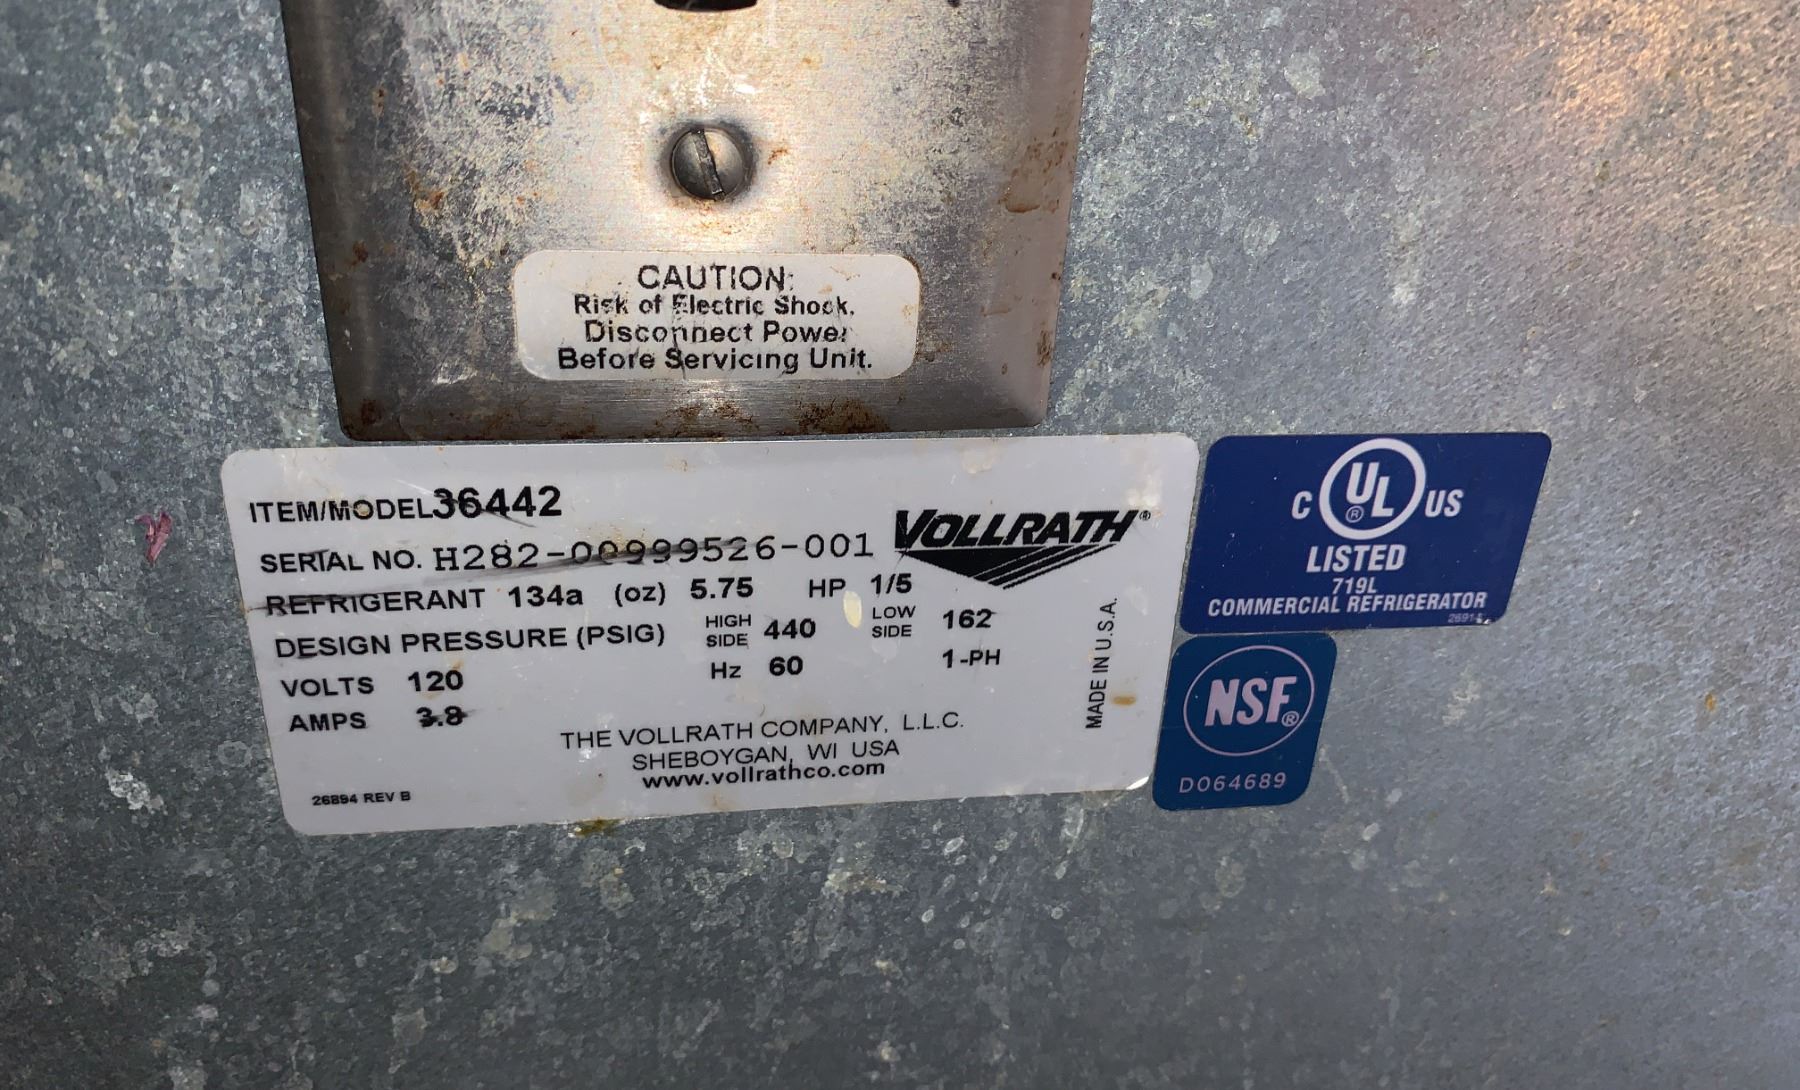 CAUTION:
Risk of Electric Shock.
Disconnect Power
Before Servicing Unit.
ITEM/MODEL 36442
SERIAL NO. H282-00999526-001
VOLLRATH®
REFRIGERANT 134a (oz) 5.75 HP 1/5
DESIGN PRESSURE (PSIG) HIGH SIDE 440 LOW SIDE 162
VOLTS 120 Hz 60 1-PH
AMPS 3.8
THE VOLLRATH COMPANY, L.L.C.
SHEBOYGAN, WI USA
www.vollrathco.com
26894 REV B
MADE IN U.S.A.
C UL® US
LISTED
719L
COMMERCIAL REFRIGERATOR
NSF®
D064689